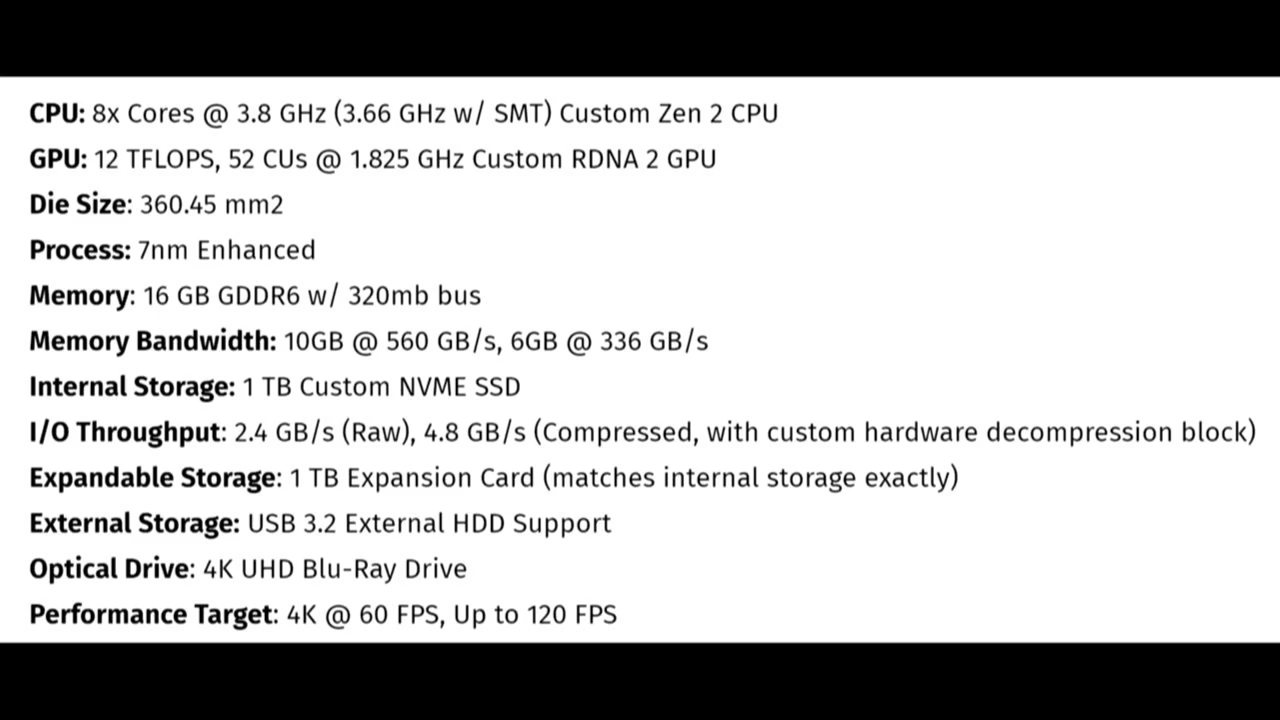 CPU: 8x Cores @ 3.8 GHz (3.66 GHz w/ SMT) Custom Zen 2 CPU
GPU: 12 TFLOPS, 52 CUs @ 1.825 GHz Custom RDNA 2 GPU
Die Size: 360.45 mm2
Process: 7nm Enhanced
Memory: 16 GB GDDR6 w/ 320mb bus
Memory Bandwidth: 10GB @ 560 GB/s, 6GB @ 336 GB/s
Internal Storage: 1 TB Custom NVME SSD
I/O Throughput: 2.4 GB/s (Raw), 4.8 GB/s (Compressed, with custom hardware decompression block)
Expandable Storage: 1 TB Expansion Card (matches internal storage exactly)
External Storage: USB 3.2 External HDD Support
Optical Drive: 4K UHD Blu-Ray Drive
Performance Target: 4K @ 60 FPS, Up to 120 FPS